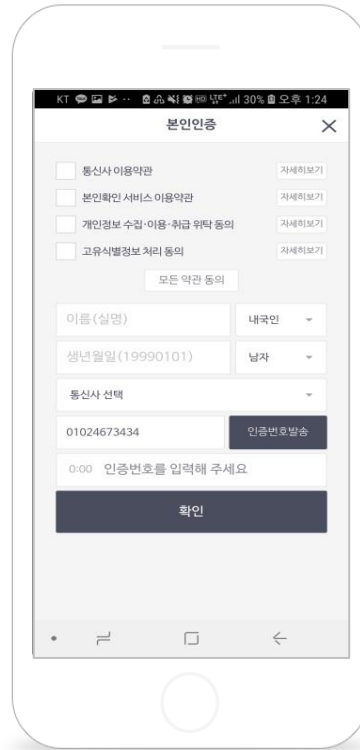 KT LTE+ 30% 오후 1:24
본인인증
통신사 이용약관 자세히보기
본인확인 서비스 이용약관 자세히보기
개인정보 수집·이용·취급 위탁 동의 자세히보기
고유식별정보 처리 동의 자세히보기
모든 약관 동의
이름(실명) 내국인
생년월일(19990101) 남자
통신사 선택
01024673434 인증번호발송
0:00 인증번호를 입력해 주세요
확인